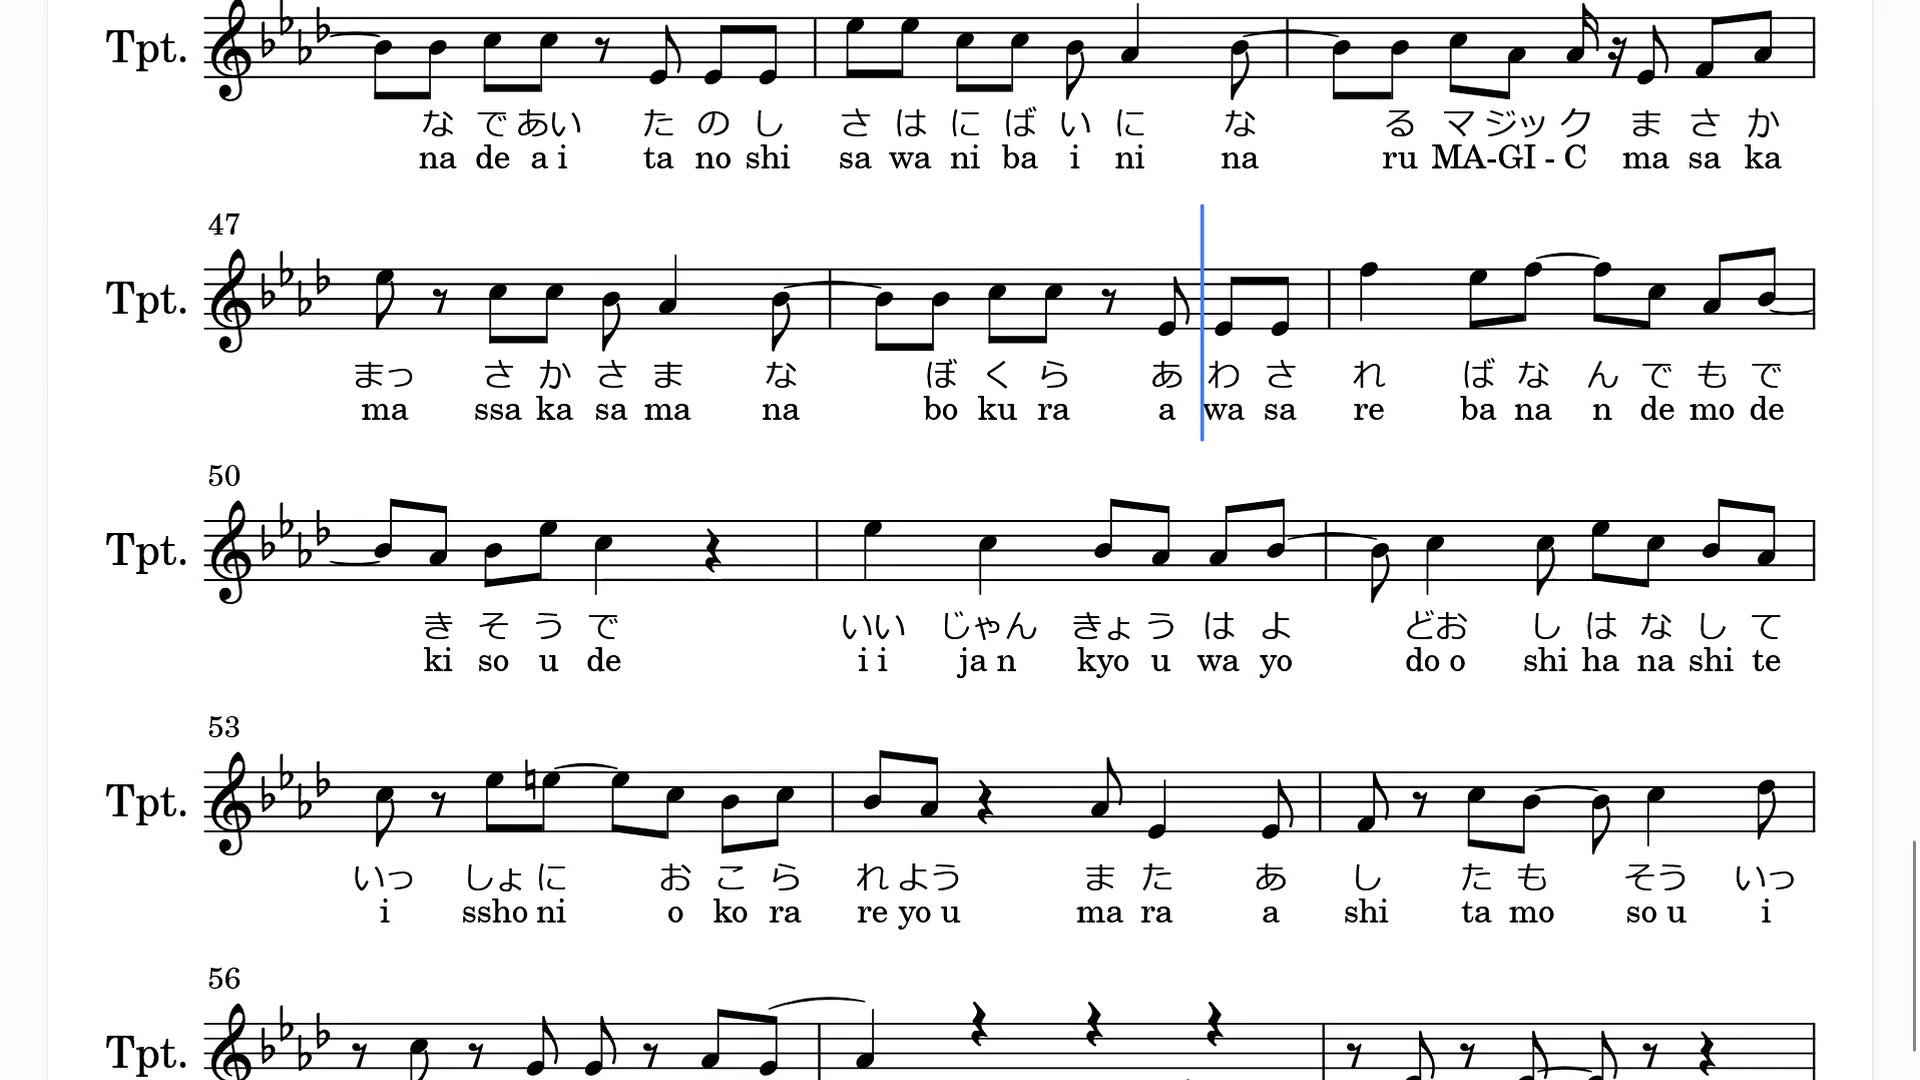 Tpt.
な で あい た の し さ は に ば い に な る マ ジッ ク ま さ か
na de a i ta no shi sa wa ni ba i ni na ru MA-GI - C ma sa ka
47
Tpt.
まっ さ か さ ま な ぼ く ら あ わ さ れ ば な ん で も で
ma ssa ka sa ma na bo ku ra a wa sa re ba na n de mo de
50
Tpt.
き そ う で いい じゃん きょ う は よ どお し は な し て
ki so u de i i ja n kyo u wa yo do o shi ha na shi te
53
Tpt.
いっ しょ に お こ ら れ よう ま た あ し た も そう いっ
i ssho ni o ko ra re yo u ma ra a shi ta mo so u i
56
Tpt.